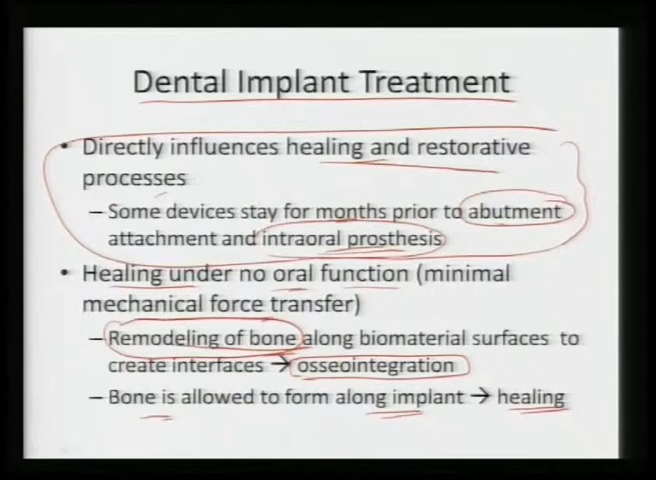 Dental Implant Treatment
• Directly influences healing and restorative
processes
– Some devices stay for months prior to abutment
attachment and intraoral prosthesis
• Healing under no oral function (minimal
mechanical force transfer)
– Remodeling of bone along biomaterial surfaces to
create interfaces → osseointegration
– Bone is allowed to form along implant → healing